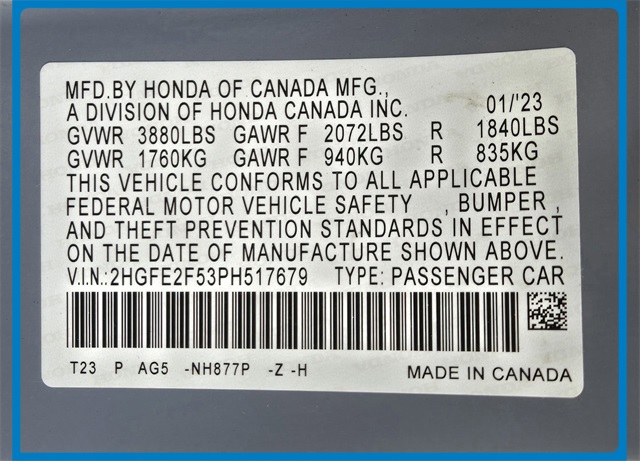 MFD.BY HONDA OF CANADA MFG.,
A DIVISION OF HONDA CANADA INC. 01/'23
GVWR 3880LBS GAWR F 2072LBS R 1840LBS
GVWR 1760KG GAWR F 940KG R 835KG
THIS VEHICLE CONFORMS TO ALL APPLICABLE
FEDERAL MOTOR VEHICLE SAFETY , BUMPER ,
AND THEFT PREVENTION STANDARDS IN EFFECT
ON THE DATE OF MANUFACTURE SHOWN ABOVE.
V.I.N.:2HGFE2F53PH517679 TYPE: PASSENGER CAR
T23 P AG5 -NH877P -Z -H MADE IN CANADA